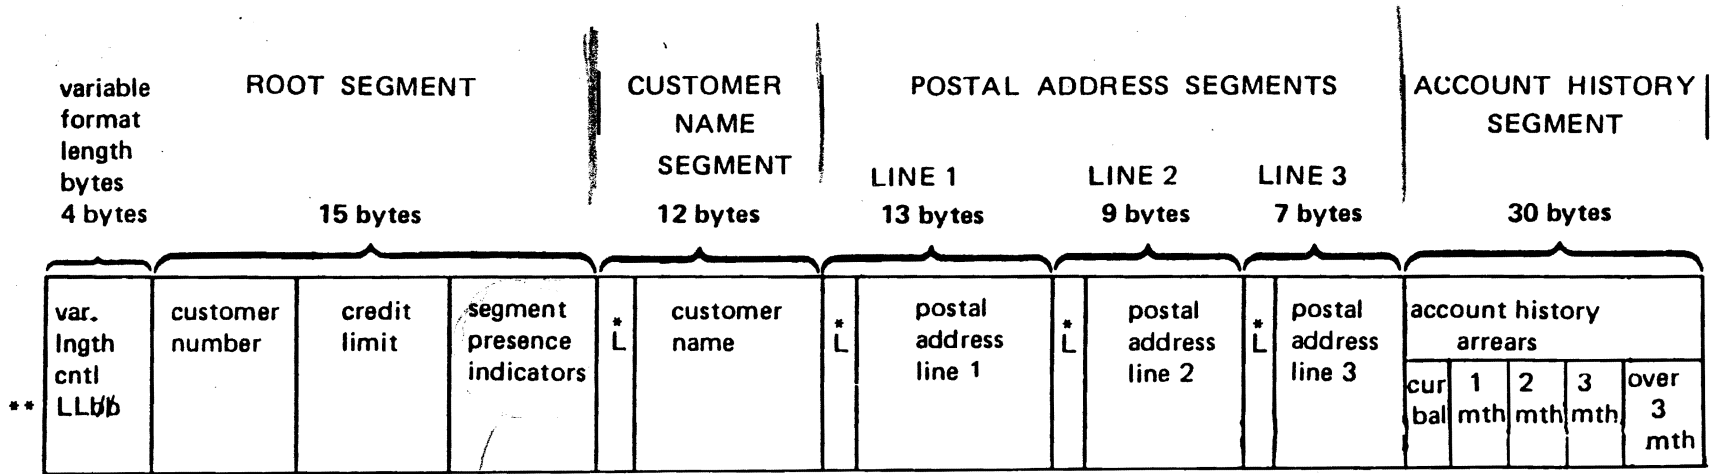 variable
format
length
bytes
4 bytes
ROOT SEGMENT
15 bytes
CUSTOMER
NAME
SEGMENT
12 bytes
POSTAL ADDRESS SEGMENTS
LINE 1
13 bytes
LINE 2
9 bytes
LINE 3
7 bytes
ACCOUNT HISTORY
SEGMENT
30 bytes
var.
lngth
cntl
** LLb̸b̸
customer
number
credit
limit
segment
presence
indicators
*
L
customer
name
*
L
postal
address
line 1
*
L
postal
address
line 2
*
L
postal
address
line 3
account history
arrears
cur
bal
1
mth
2
mth
3
mth
over
3
mth